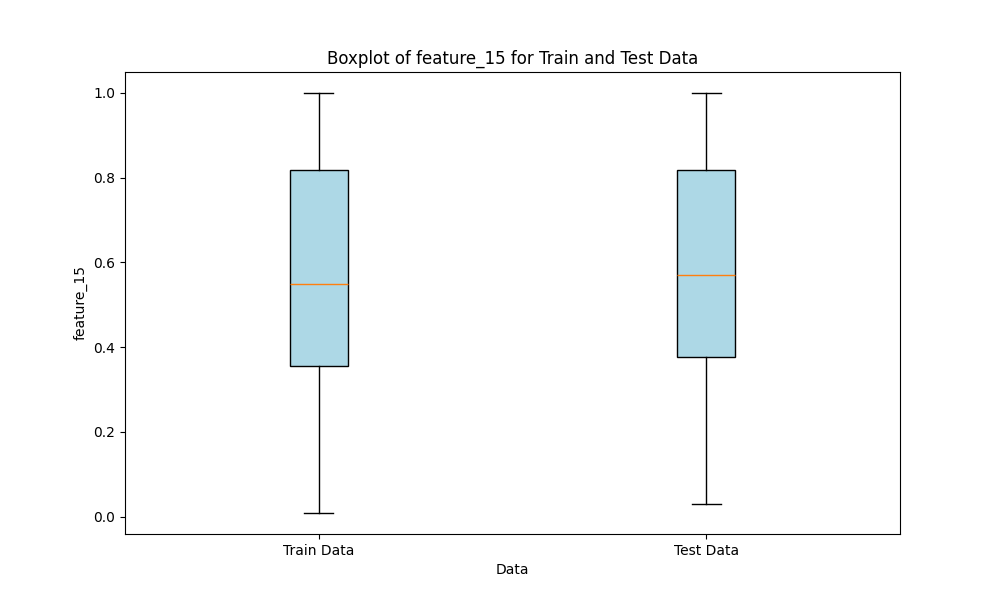 Boxplot of feature_15 for Train and Test Data
1.0
0.8
0.6
0.4
0.2
0.0
feature_15
Train Data
Test Data
Data